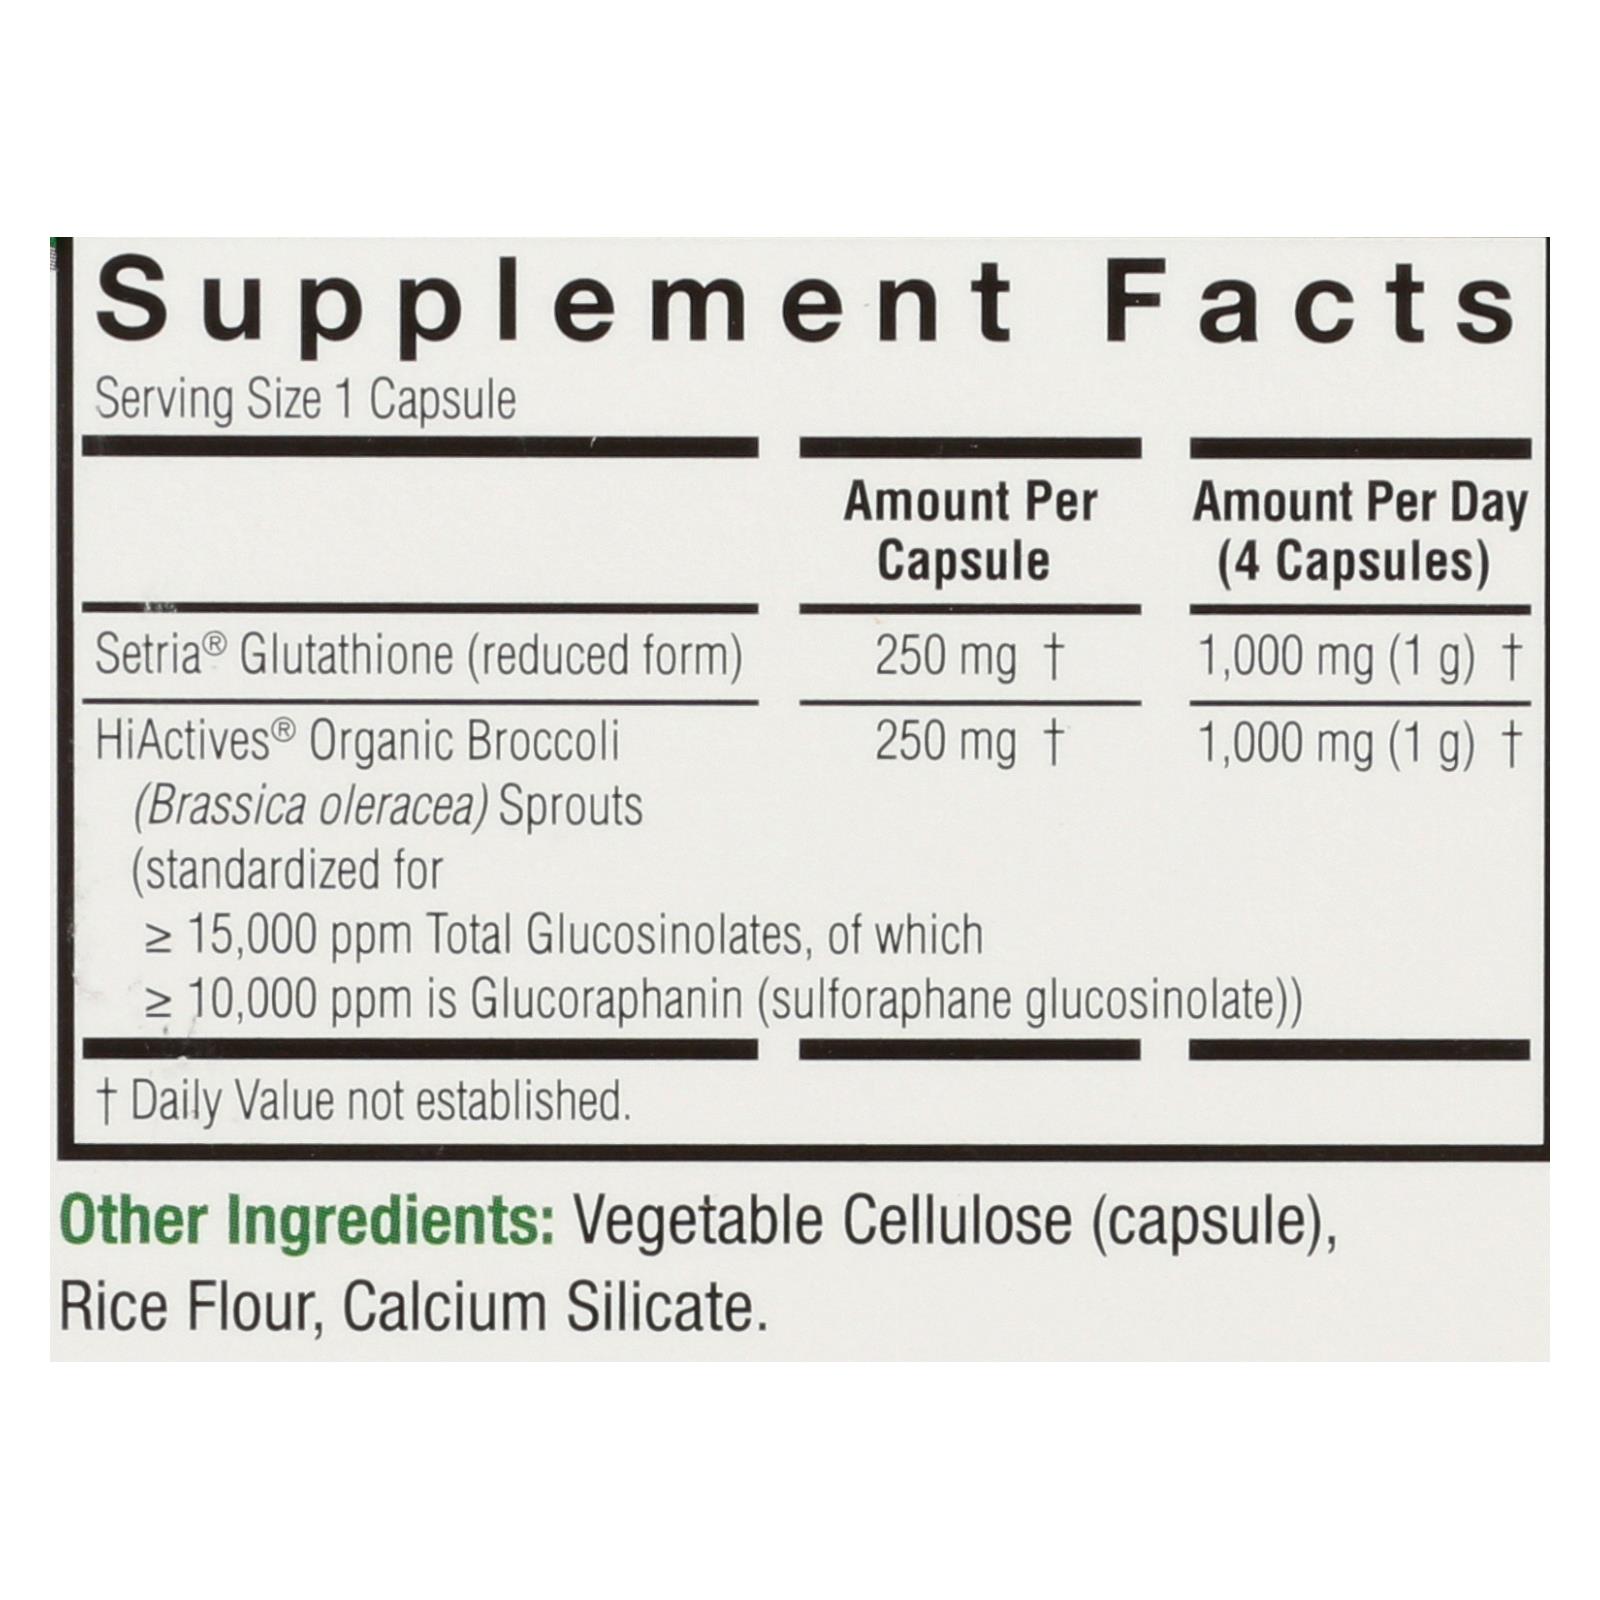 Supplement Facts
Serving Size 1 Capsule
Amount Per Capsule
Amount Per Day (4 Capsules)
Setria® Glutathione (reduced form) 250 mg † 1,000 mg (1 g) †
HiActives® Organic Broccoli 250 mg † 1,000 mg (1 g) †
(Brassica oleracea) Sprouts
(standardized for
≥ 15,000 ppm Total Glucosinolates, of which
≥ 10,000 ppm is Glucoraphanin (sulforaphane glucosinolate))
† Daily Value not established.
Other Ingredients: Vegetable Cellulose (capsule),
Rice Flour, Calcium Silicate.